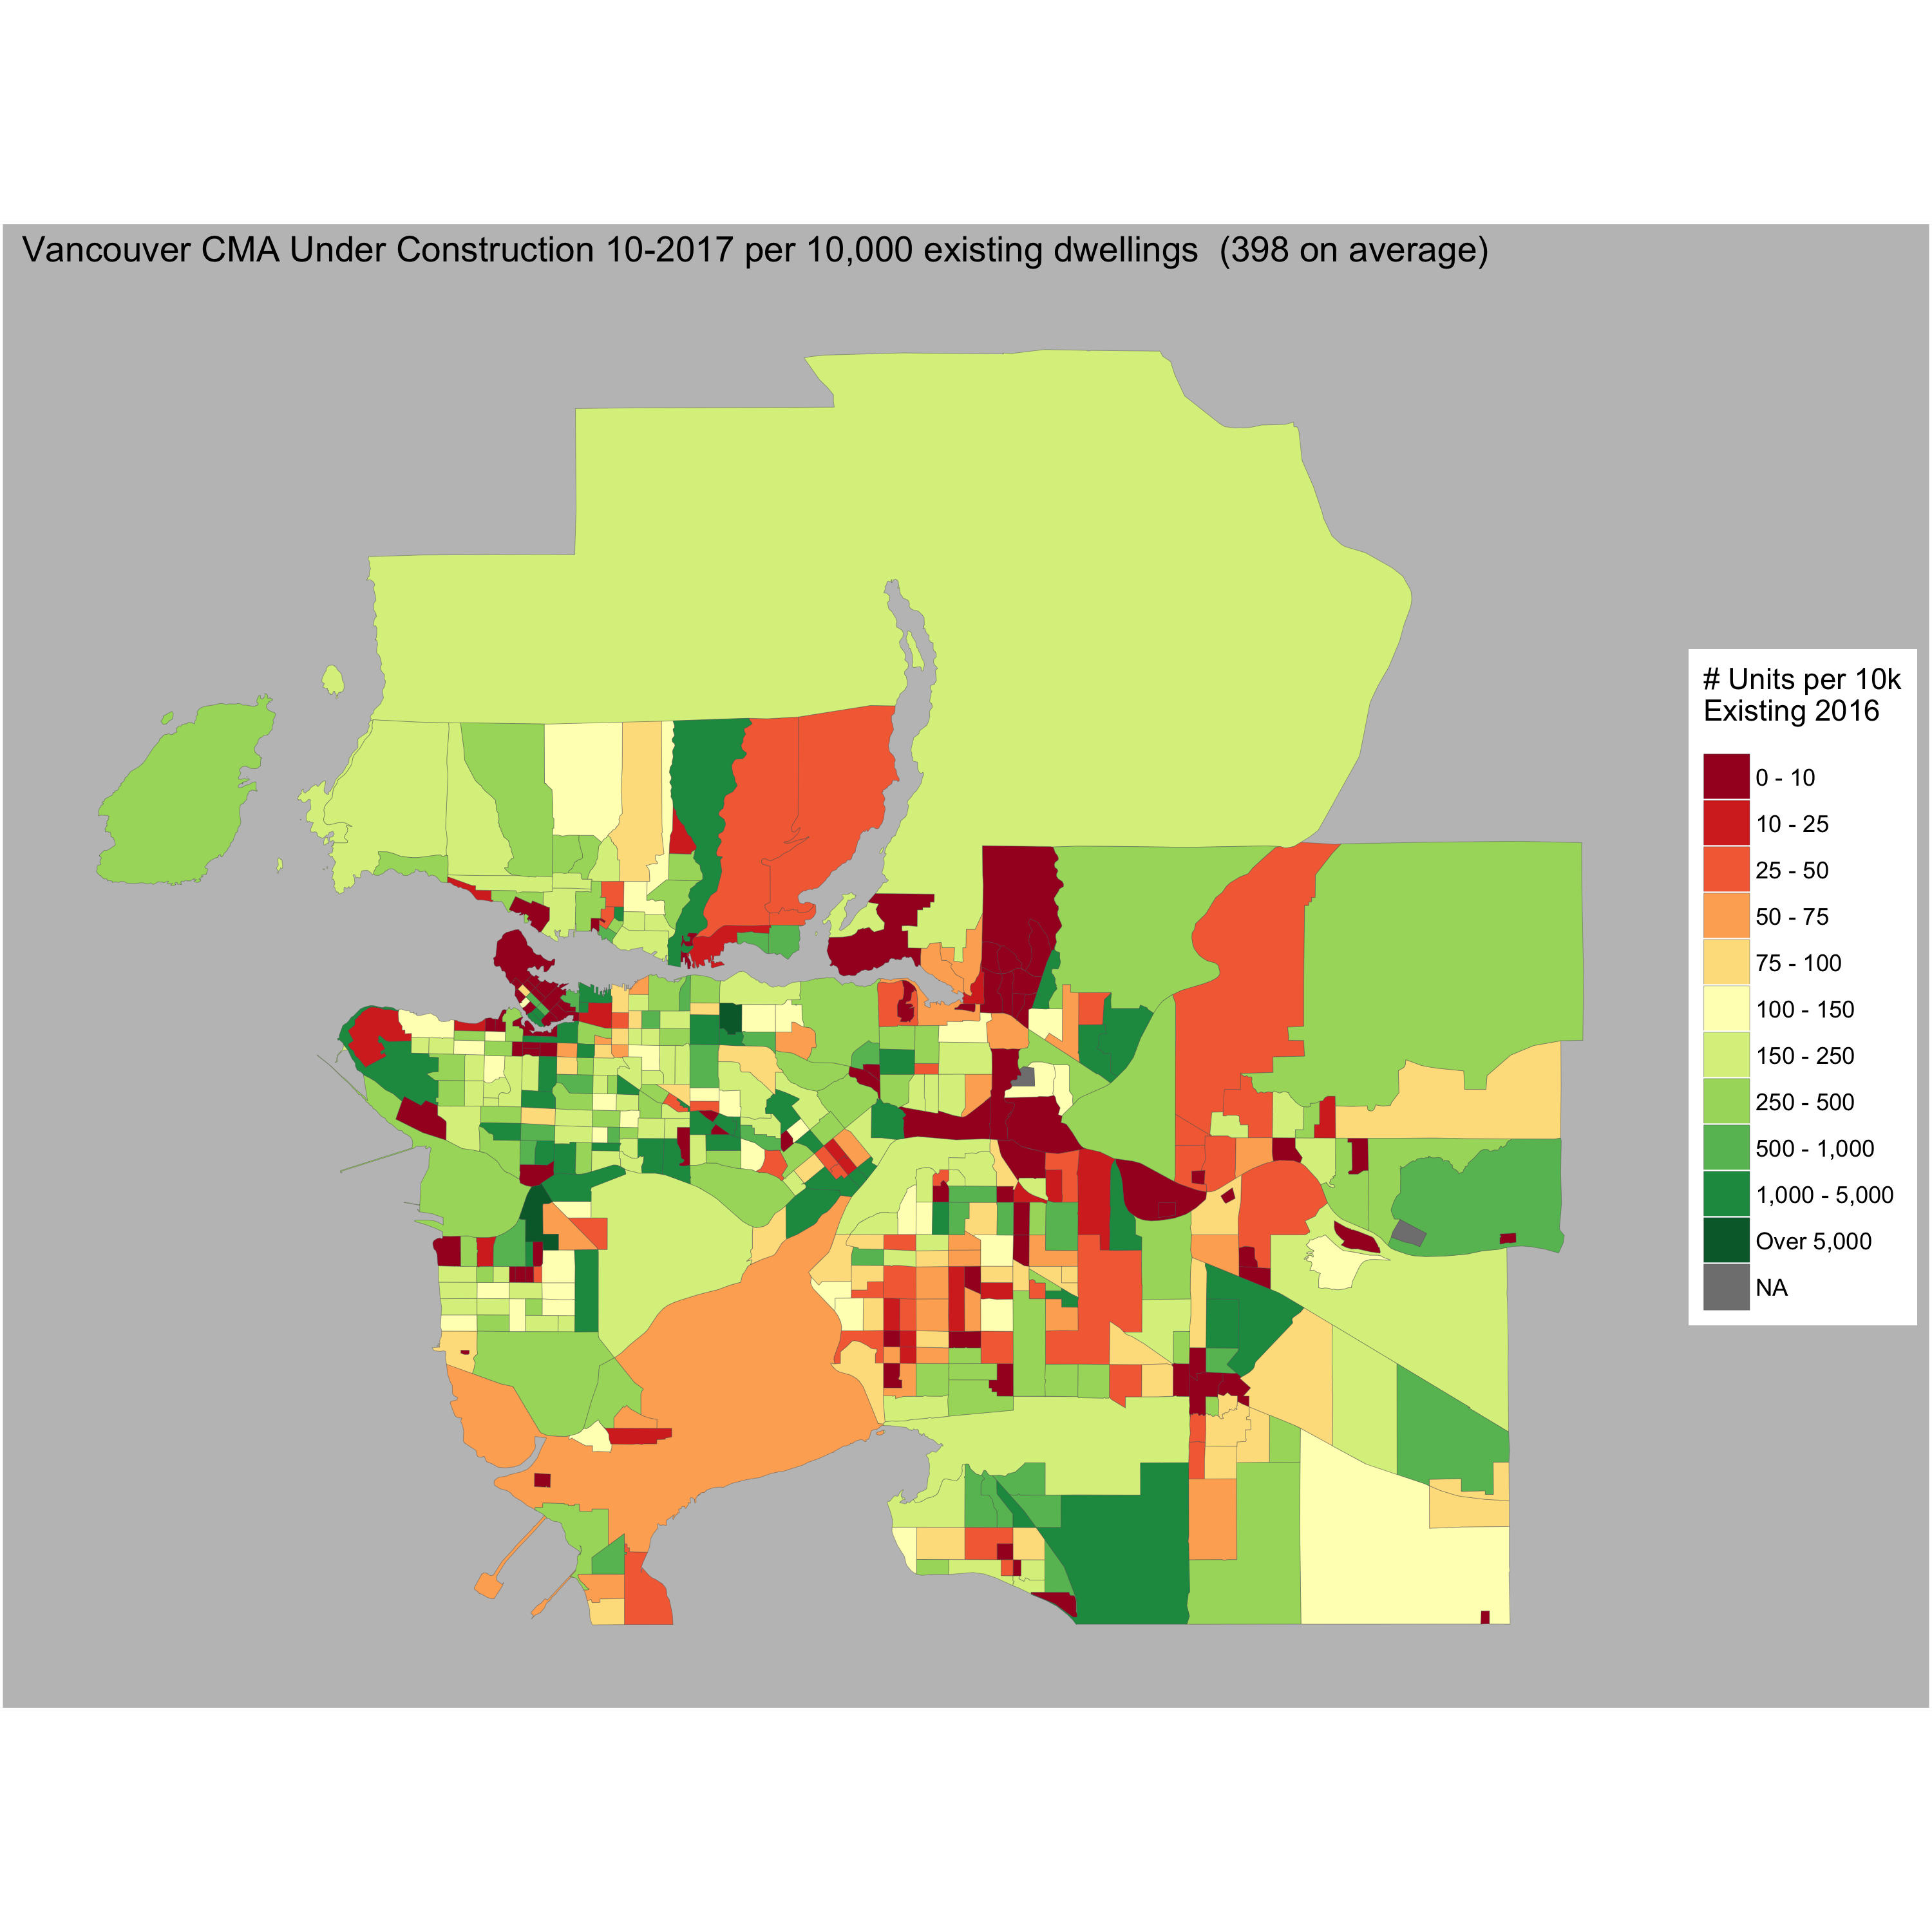 Vancouver CMA Under Construction 10-2017 per 10,000 existing dwellings (398 on average)
# Units per 10k
Existing 2016
0 - 10
10 - 25
25 - 50
50 - 75
75 - 100
100 - 150
150 - 250
250 - 500
500 - 1,000
1,000 - 5,000
Over 5,000
NA